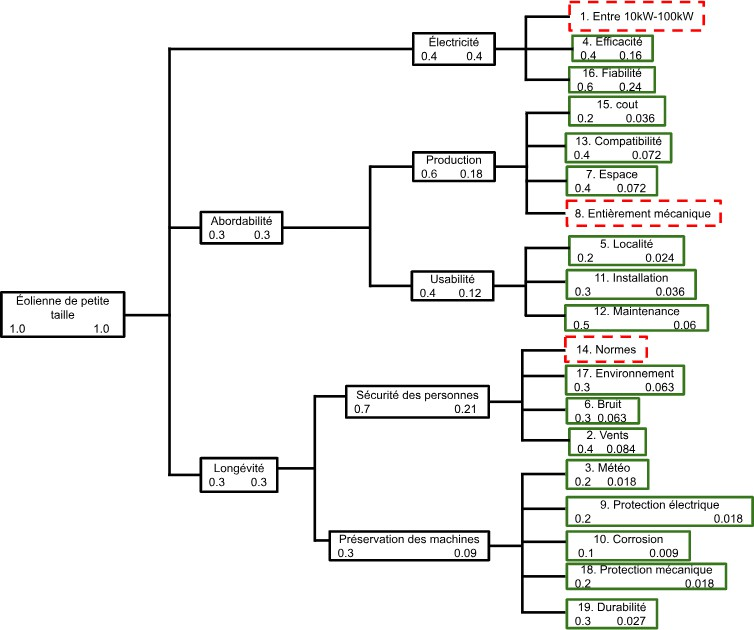 Éolienne de petite
taille
1.0 1.0
Électricité
0.4 0.4
Abordabilité
0.3 0.3
Longévité
0.3 0.3
Production
0.6 0.18
Usabilité
0.4 0.12
Sécurité des personnes
0.7 0.21
Préservation des machines
0.3 0.09
1. Entre 10kW-100kW
4. Efficacité
0.4 0.16
16. Fiabilité
0.6 0.24
15. cout
0.2 0.036
13. Compatibilité
0.4 0.072
7. Espace
0.4 0.072
8. Entièrement mécanique
5. Localité
0.2 0.024
11. Installation
0.3 0.036
12. Maintenance
0.5 0.06
14. Normes
17. Environnement
0.3 0.063
6. Bruit
0.3 0.063
2. Vents
0.4 0.084
3. Météo
0.2 0.018
9. Protection électrique
0.2 0.018
10. Corrosion
0.1 0.009
18. Protection mécanique
0.2 0.018
19. Durabilité
0.3 0.027